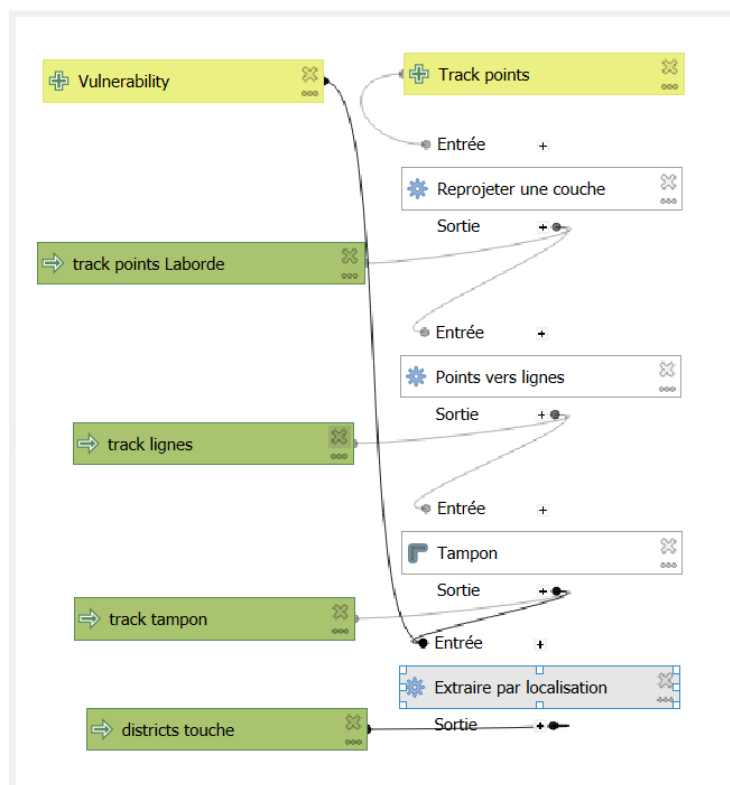 Vulnerability
Track points
Entrée
Reprojeter une couche
Sortie
track points Laborde
Entrée
Points vers lignes
Sortie
track lignes
Entrée
Tampon
Sortie
track tampon
Entrée
Extraire par localisation
Sortie
districts touche